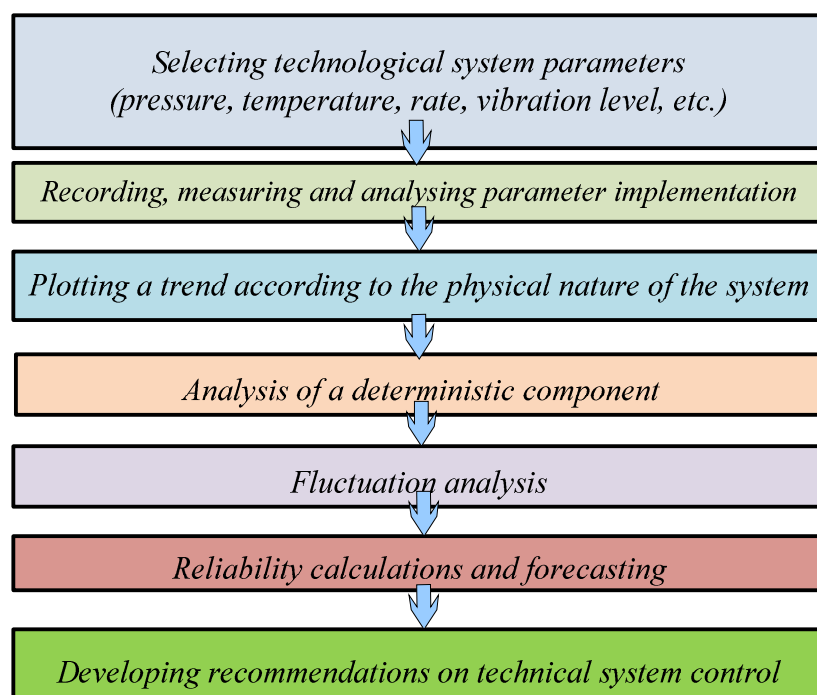 Selecting technological system parameters
(pressure, temperature, rate, vibration level, etc.)
Recording, measuring and analysing parameter implementation
Plotting a trend according to the physical nature of the system
Analysis of a deterministic component
Fluctuation analysis
Reliability calculations and forecasting
Developing recommendations on technical system control